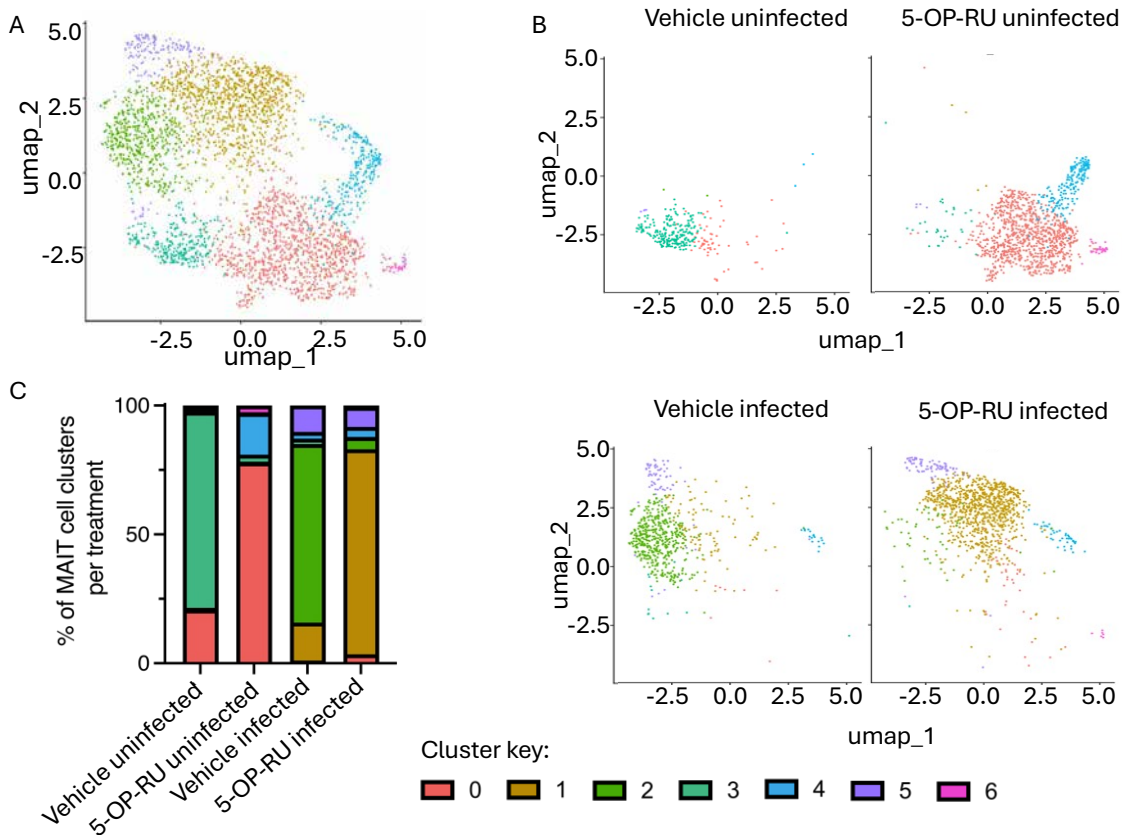 A
5.0
2.5
0.0
-2.5
umap_2
-2.5 0.0 2.5 5.0
umap_1
B
Vehicle uninfected
5-OP-RU uninfected
5.0
2.5
0.0
-2.5
umap_2
-2.5 0.0 2.5 5.0
0.0 2.5 5.0
-2.5
umap_1
Vehicle infected
5-OP-RU infected
5.0
2.5
0.0
-2.5
umap_2
-2.5 0.0 2.5 5.0
-2.5 0.0 2.5 5.0
umap_1
C
% of MAIT cell clusters
per treatment
100
50
0
Vehicle uninfected
5-OP-RU uninfected
Vehicle infected
5-OP-RU infected
Cluster key:
0 1 2 3 4 5 6